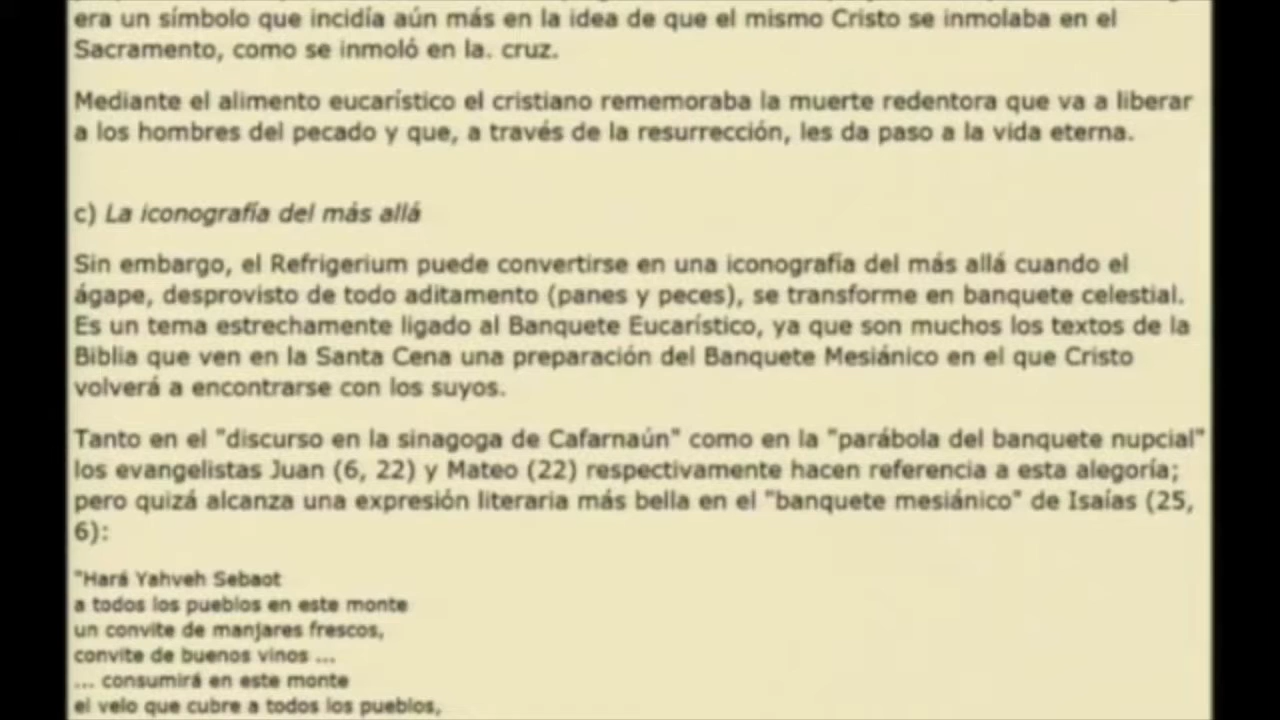 era un símbolo que incidía aún más en la idea de que el mismo Cristo se inmolaba en el
Sacramento, como se inmoló en la. cruz.
Mediante el alimento eucarístico el cristiano rememoraba la muerte redentora que va a liberar
a los hombres del pecado y que, a través de la resurrección, les da paso a la vida eterna.
c) La iconografía del más allá
Sin embargo, el Refrigerium puede convertirse en una iconografía del más allá cuando el
ágape, desprovisto de todo aditamento (panes y peces), se transforme en banquete celestial.
Es un tema estrechamente ligado al Banquete Eucarístico, ya que son muchos los textos de la
Biblia que ven en la Santa Cena una preparación del Banquete Mesiánico en el que Cristo
volverá a encontrarse con los suyos.
Tanto en el "discurso en la sinagoga de Cafarnaún" como en la "parábola del banquete nupcial"
los evangelistas Juan (6, 22) y Mateo (22) respectivamente hacen referencia a esta alegoría;
pero quizá alcanza una expresión literaria más bella en el "banquete mesiánico" de Isaías (25,
6):
"Hará Yahveh Sebaot
a todos los pueblos en este monte
un convite de manjares frescos,
convite de buenos vinos ...
... consumirá en este monte
el velo que cubre a todos los pueblos,